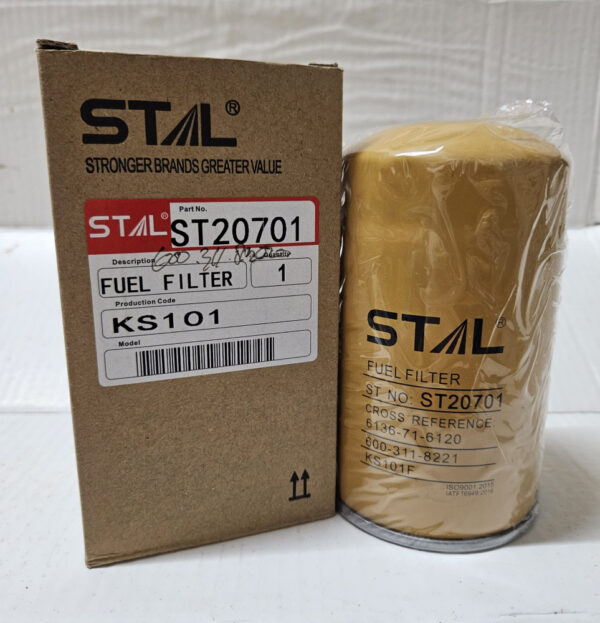 STAL®
STRONGER BRANDS GREATER VALUE
STAL®
Part No.
ST20701
Description
FUEL FILTER
1
Production Code
KS101
Model
STAL®
FUEL FILTER
ST NO: ST20701
CROSS REFERENCE:
6136-71-6120
600-311-8221
KS101F
ISO9001:2015
IATF16949:2016